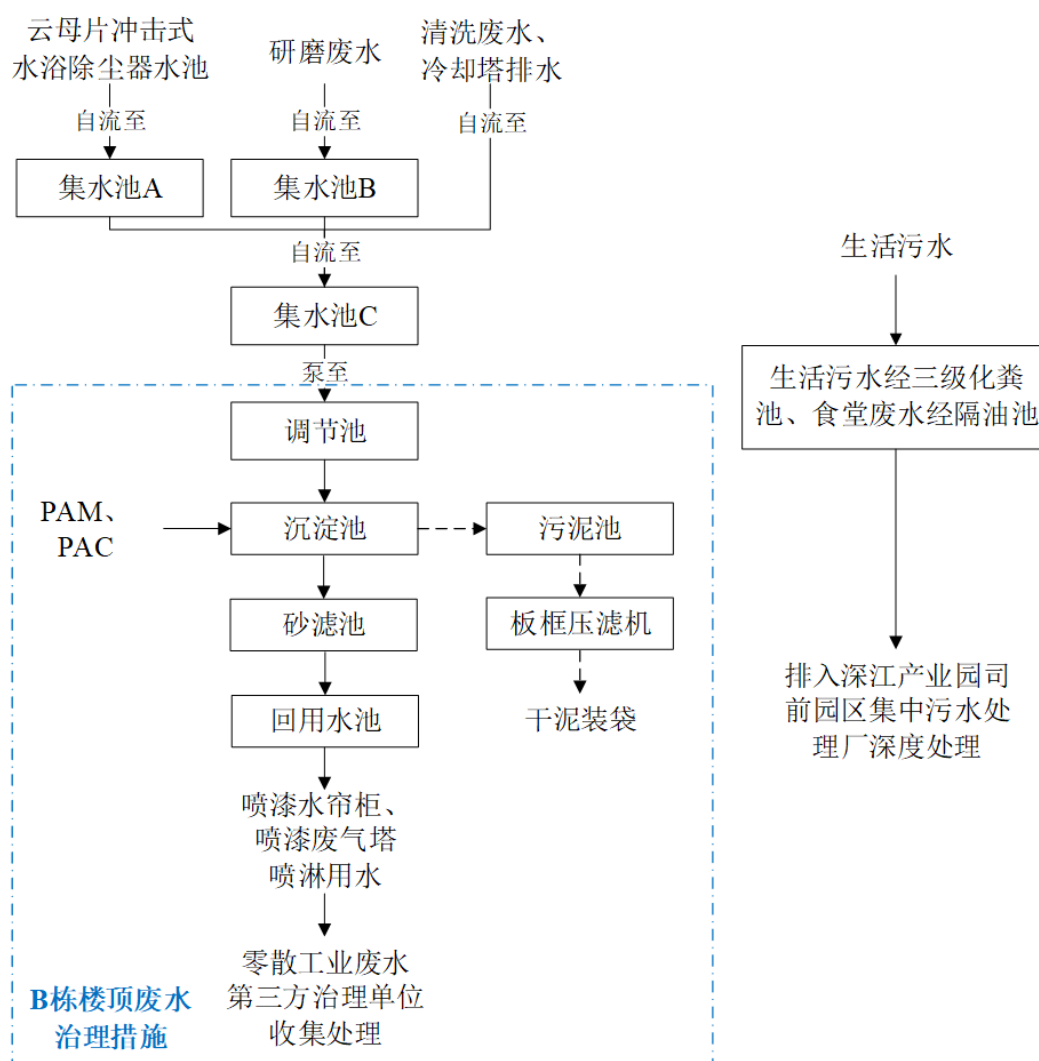 云母片冲击式
水浴除尘器水池
研磨废水
清洗废水、
冷却塔排水
自流至
自流至
自流至
集水池A
集水池B
自流至
集水池C
泵至
调节池
PAM、
PAC
沉淀池
污泥池
砂滤池
板框压滤机
回用水池
干泥装袋
喷漆水帘柜、
喷漆废气塔
喷淋用水
零散工业废水
第三方治理单位
收集处理
B栋楼顶废水
治理措施
生活污水
生活污水经三级化粪
池、食堂废水经隔油池
排入深江产业园司
前园区集中污水处
理厂深度处理